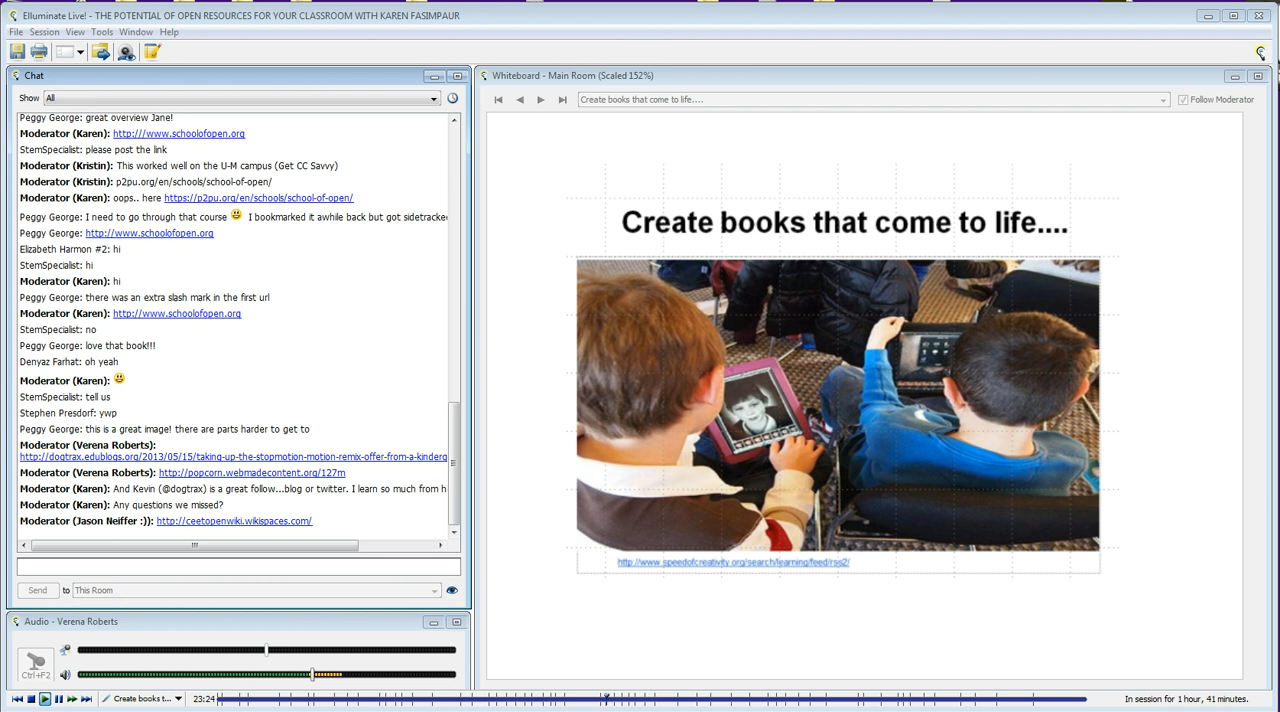 Elluminate Live! - THE POTENTIAL OF OPEN RESOURCES FOR YOUR CLASSROOM WITH KAREN FASIMPAUR
File Session View Tools Window Help
Chat
Show All
Peggy George: great overview Jane!
Moderator (Karen): http:///www.schoolofopen.org
StemSpecialist: please post the link
Moderator (Kristin): This worked well on the U-M campus (Get CC Savvy)
Moderator (Kristin): p2pu.org/en/schools/school-of-open/
Moderator (Karen): oops.. here https://p2pu.org/en/schools/school-of-open/
Peggy George: I need to go through that course I bookmarked it awhile back but got sidetracke
Peggy George: http://www.schoolofopen.org
Elizabeth Harmon #2: hi
StemSpecialist: hi
Moderator (Karen): hi
Peggy George: there was an extra slash mark in the first url
Moderator (Karen): http://www.schoolofopen.org
StemSpecialist: no
Peggy George: love that book!!!
Denyaz Farhat: oh yeah
Moderator (Karen):
StemSpecialist: tell us
Stephen Presdorf: ywp
Peggy George: this is a great image! there are parts harder to get to
Moderator (Verena Roberts):
http://dogtrax.edublogs.org/2013/05/15/taking-up-the-stopmotion-motion-remix-offer-from-a-kinderg
Moderator (Verena Roberts): http://popcorn.webmadecontent.org/127m
Moderator (Karen): And Kevin (@dogtrax) is a great follow...blog or twitter. I learn so much from h
Moderator (Karen): Any questions we missed?
Moderator (Jason Neiffer :)): http://ceetopenwiki.wikispaces.com/
Send to This Room
Audio - Verena Roberts
Ctrl+F2
Whiteboard - Main Room (Scaled 152%)
Create books that come to life.... Follow Moderator
Create books that come to life....
http://www.speedofcreativity.org/search/learning/feed/rss2/
Create books t... 23:24 In session for 1 hour, 41 minutes.